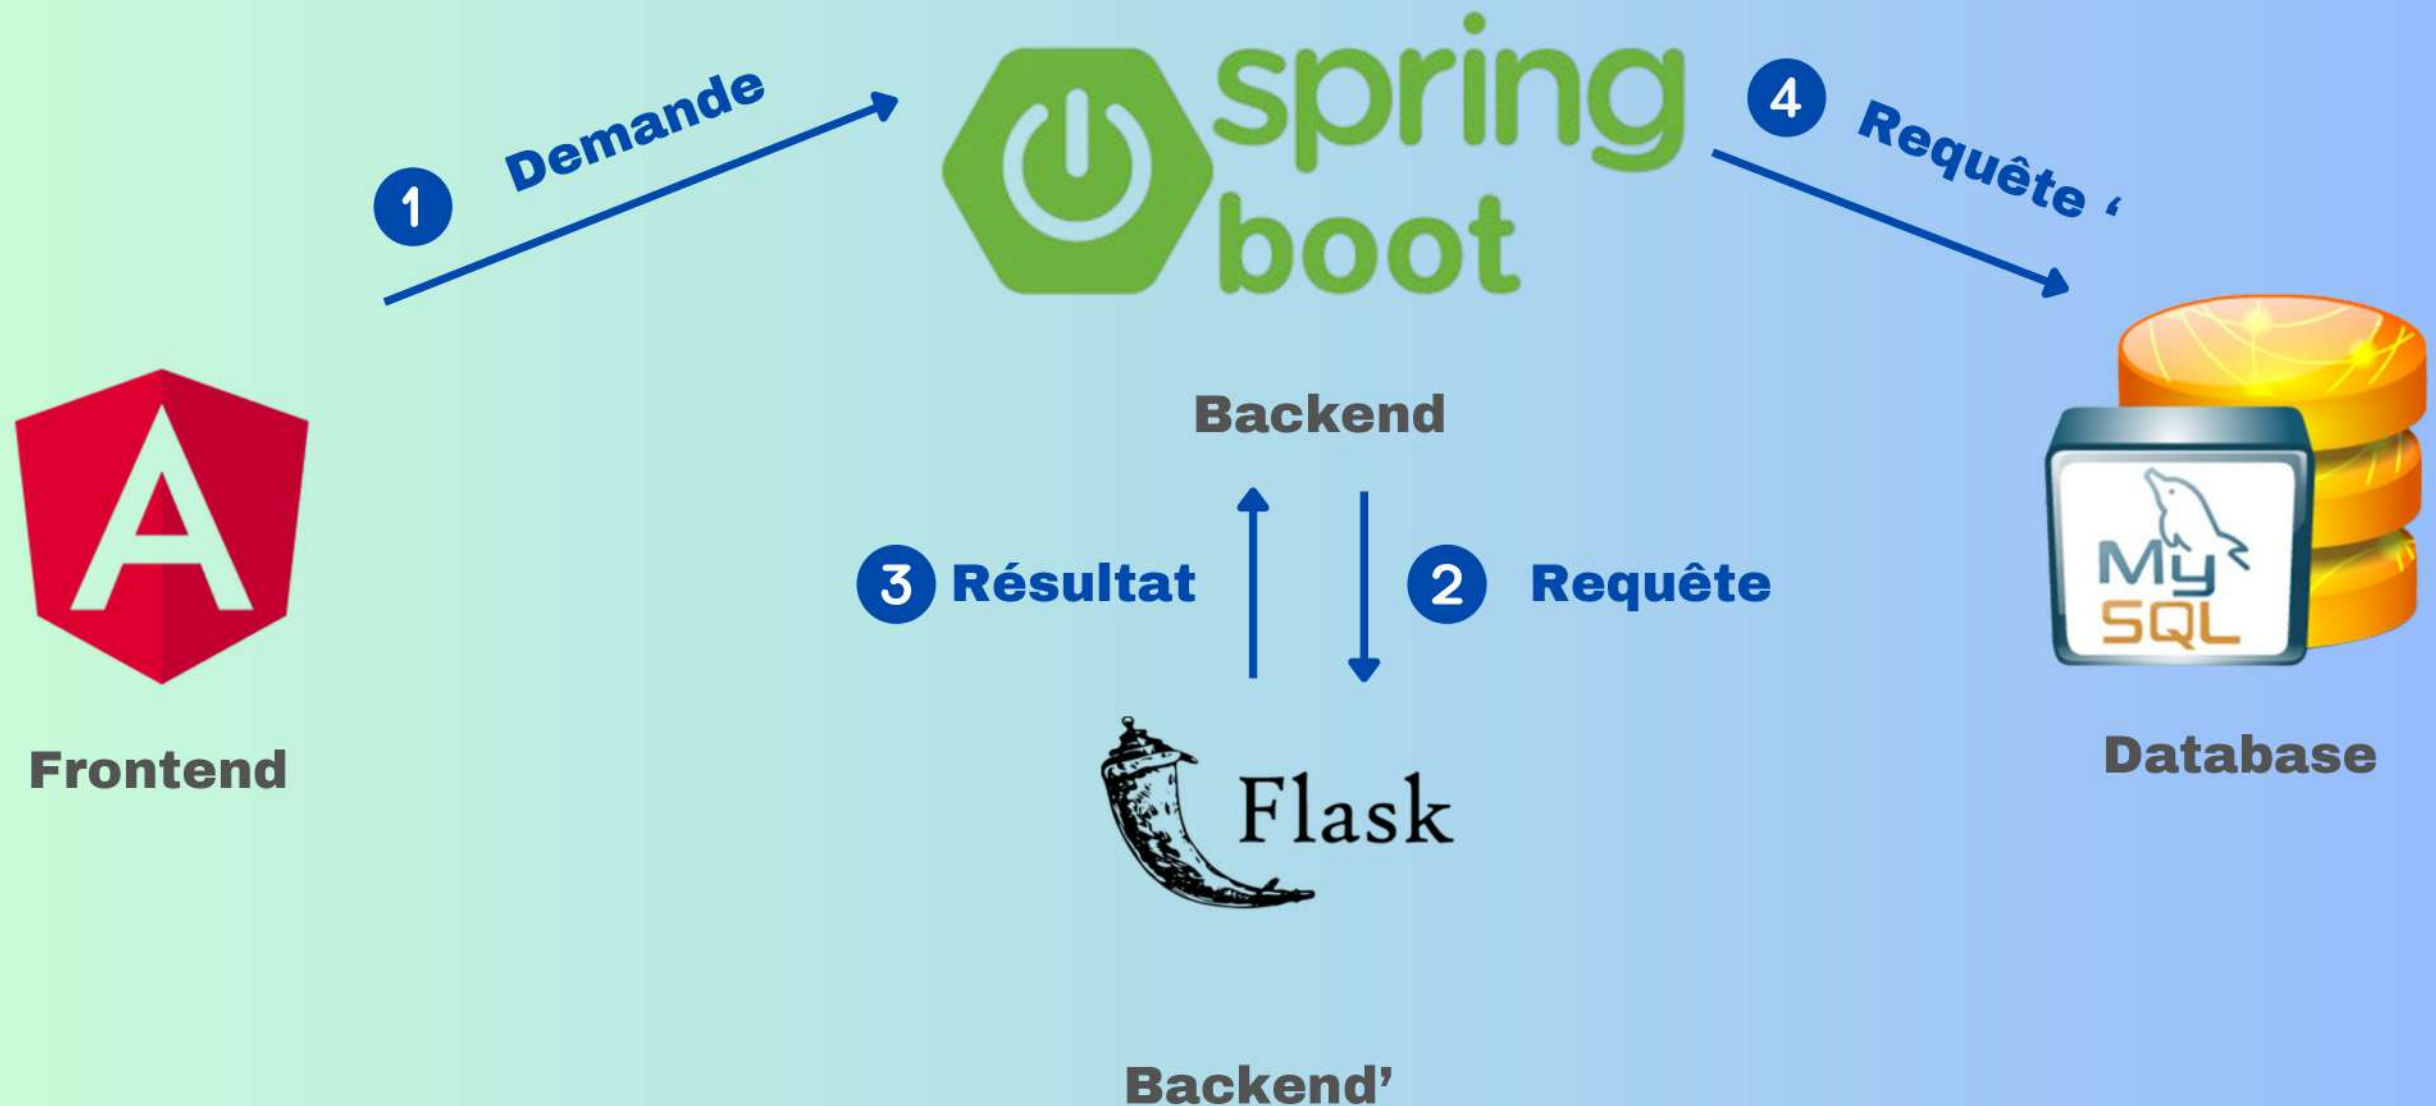 spring
boot
1 Demande
4 Requête ‘
Backend
3 Résultat
2 Requête
A
My
SQL
Frontend
Database
Flask
Backend’